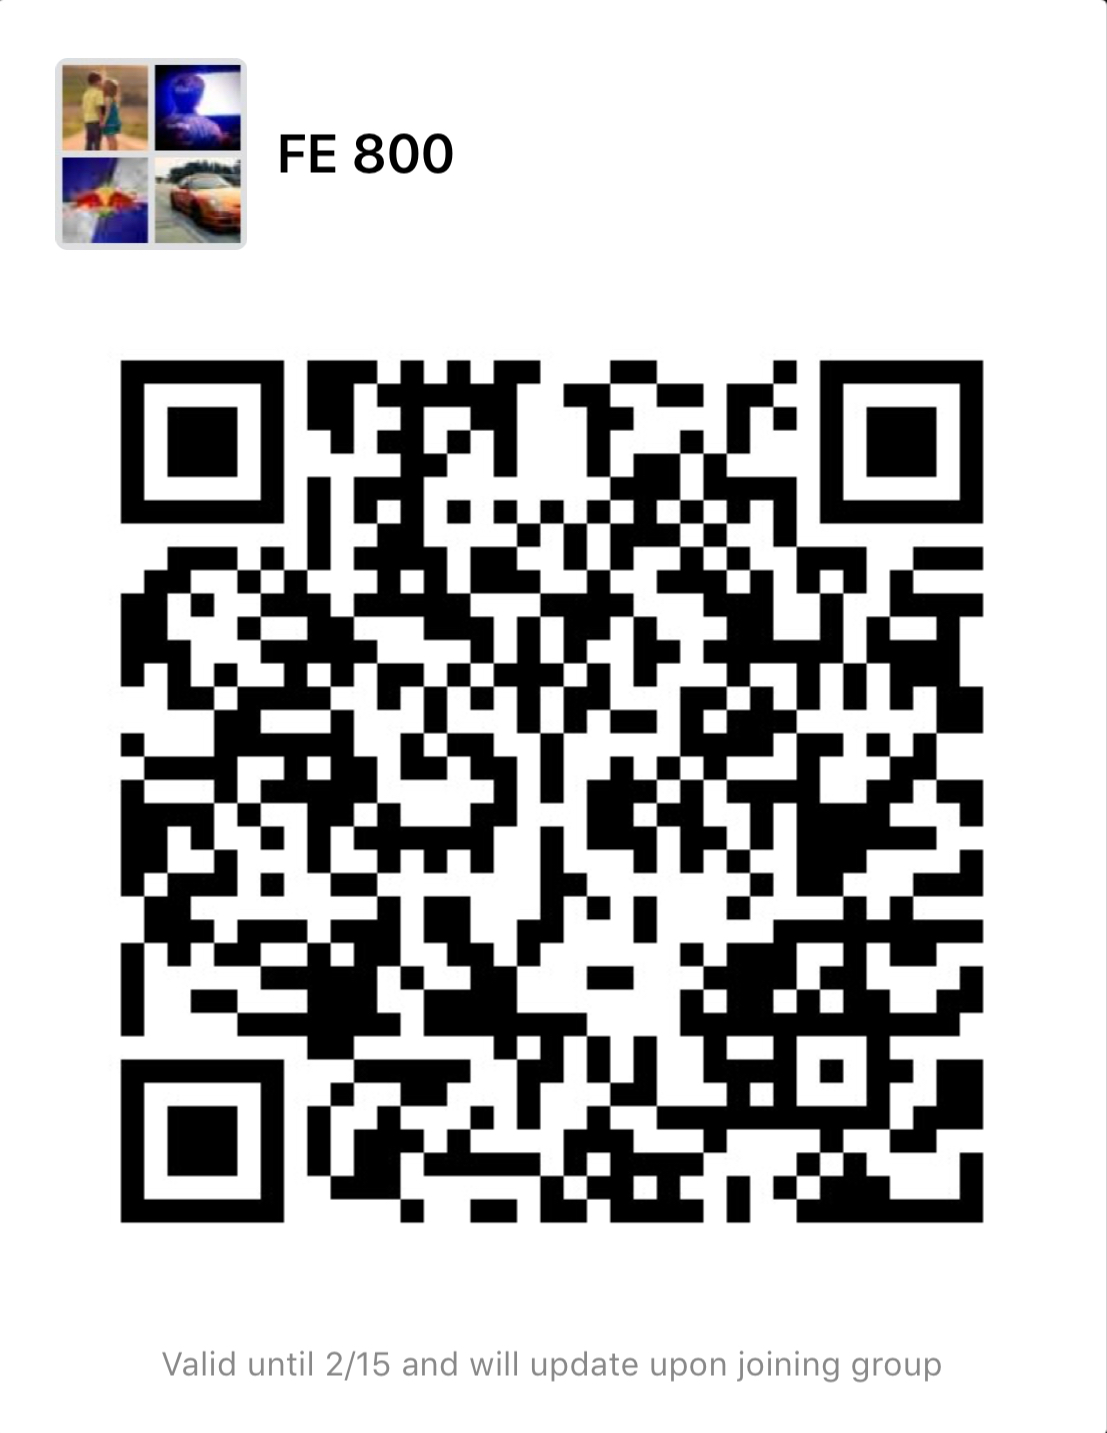 FE 800
Valid until 2/15 and will update upon joining group